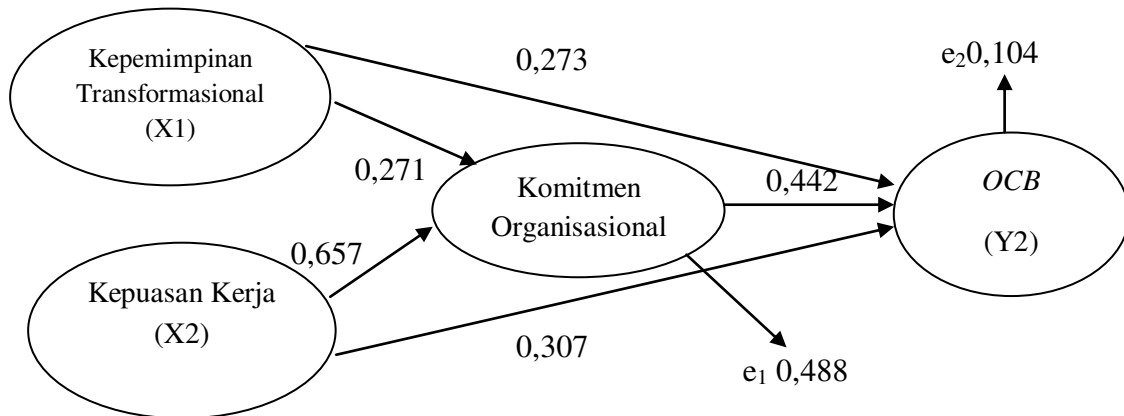 Kepemimpinan
Transformasional
(X1)
0,273
e₂0,104
0,271
Komitmen
Organisasional
0,442
OCB
(Y2)
0,657
Kepuasan Kerja
(X2)
0,307
e₁ 0,488